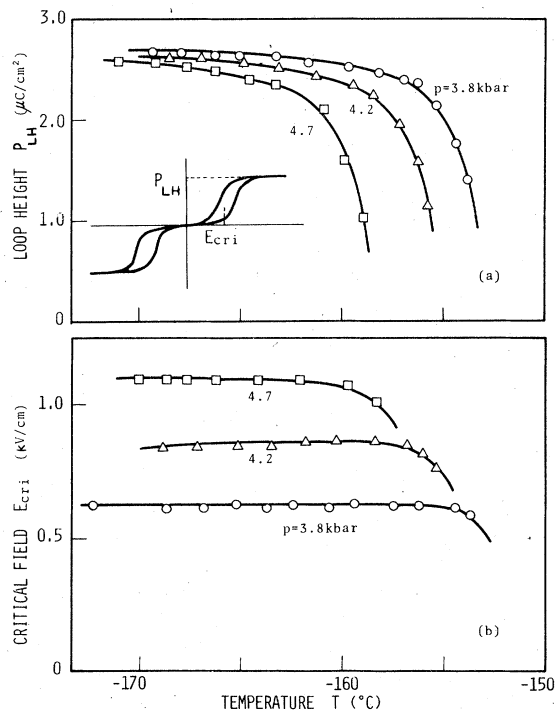 3.0
2.0
1.0
0
LOOP HEIGHT P_LH (μC/cm²)
p=3.8kbar
4.2
4.7
P_LH
Ecri
(a)
1.0
0.5
0
CRITICAL FIELD Ecri (kV/cm)
4.7
4.2
p=3.8kbar
(b)
-170
-160
-150
TEMPERATURE T (°C)